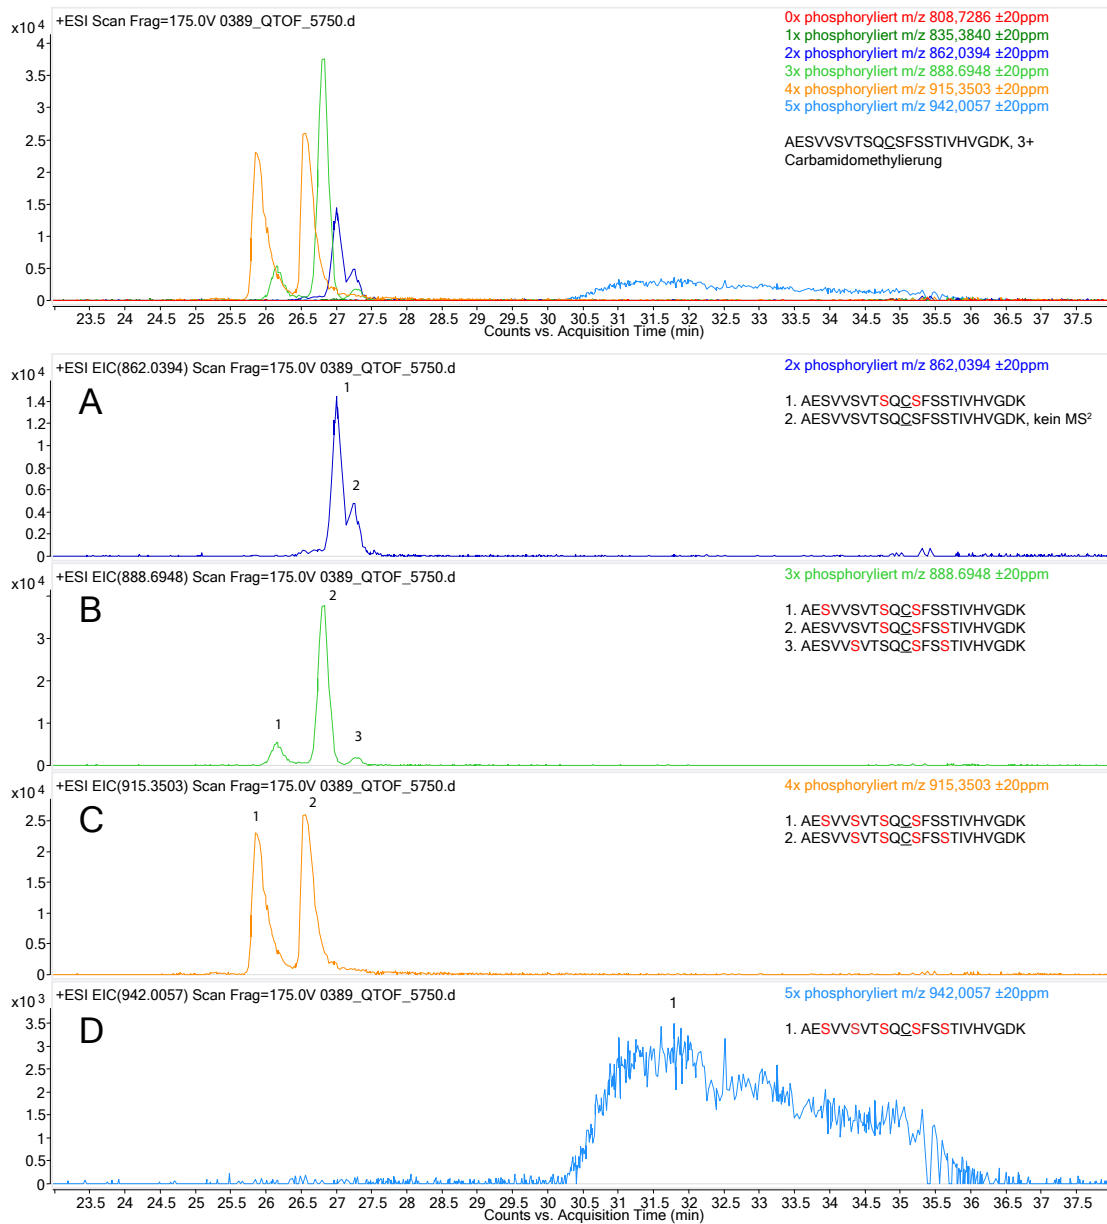 +ESI Scan Frag=175.0V 0389_QTOF_5750.d
x10⁴
0x phosphoryliert m/z 808,7286 ±20ppm
1x phosphoryliert m/z 835,3840 ±20ppm
2x phosphoryliert m/z 862,0394 ±20ppm
3x phosphoryliert m/z 888.6948 ±20ppm
4x phosphoryliert m/z 915,3503 ±20ppm
5x phosphoryliert m/z 942,0057 ±20ppm
AESVVSVTSQCSFSSTIVHVGDK, 3+
Carbamidomethylierung
4
3.5
3
2.5
2
1.5
1
0.5
0
23.5 24 24.5 25 25.5 26 26.5 27 27.5 28 28.5 29 29.5 30 30.5 31 31.5 32 32.5 33 33.5 34 34.5 35 35.5 36 36.5 37 37.5
Counts vs. Acquisition Time (min)
+ESI EIC(862.0394) Scan Frag=175.0V 0389_QTOF_5750.d
2x phosphoryliert m/z 862,0394 ±20ppm
x10⁴
A
1
2
1. AESVVSVTSQCSFSSTIVHVGDK
2. AESVVSVTSQCSFSSTIVHVGDK, kein MS²
1.4
1.2
1
0.8
0.6
0.4
0.2
0
+ESI EIC(888.6948) Scan Frag=175.0V 0389_QTOF_5750.d
3x phosphoryliert m/z 888.6948 ±20ppm
x10⁴
B
1
2
3
1. AESVVSVTSQCSFSSTIVHVGDK
2. AESVVSVTSQCSFSSTIVHVGDK
3. AESVVSVTSQCSFSSTIVHVGDK
3
2
1
0
+ESI EIC(915.3503) Scan Frag=175.0V 0389_QTOF_5750.d
4x phosphoryliert m/z 915,3503 ±20ppm
x10⁴
C
1
2
1. AESVVSVTSQCSFSSTIVHVGDK
2. AESVVSVTSQCSFSSTIVHVGDK
2.5
2
1.5
1
0.5
0
+ESI EIC(942.0057) Scan Frag=175.0V 0389_QTOF_5750.d
5x phosphoryliert m/z 942,0057 ±20ppm
x10³
D
1
1. AESVVSVTSQCSFSSTIVHVGDK
3.5
3
2.5
2
1.5
1
0.5
0
23.5 24 24.5 25 25.5 26 26.5 27 27.5 28 28.5 29 29.5 30 30.5 31 31.5 32 32.5 33 33.5 34 34.5 35 35.5 36 36.5 37 37.5
Counts vs. Acquisition Time (min)